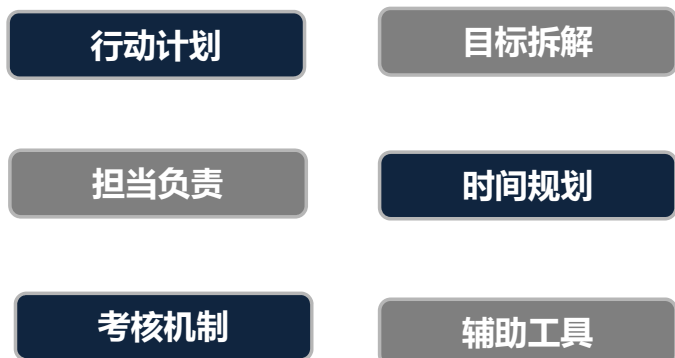 行动计划
目标拆解
担当负责
时间规划
考核机制
辅助工具